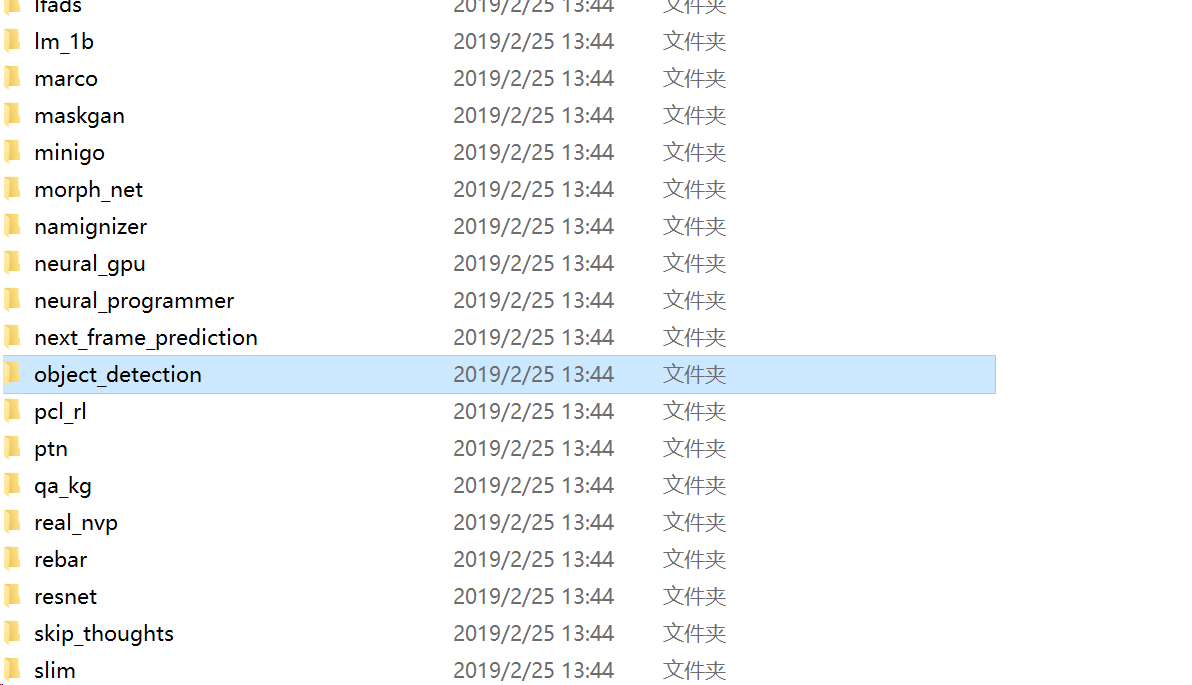 lfads 2019/2/25 13:44 文件夹
lm_1b 2019/2/25 13:44 文件夹
marco 2019/2/25 13:44 文件夹
maskgan 2019/2/25 13:44 文件夹
minigo 2019/2/25 13:44 文件夹
morph_net 2019/2/25 13:44 文件夹
namignizer 2019/2/25 13:44 文件夹
neural_gpu 2019/2/25 13:44 文件夹
neural_programmer 2019/2/25 13:44 文件夹
next_frame_prediction 2019/2/25 13:44 文件夹
object_detection 2019/2/25 13:44 文件夹
pcl_rl 2019/2/25 13:44 文件夹
ptn 2019/2/25 13:44 文件夹
qa_kg 2019/2/25 13:44 文件夹
real_nvp 2019/2/25 13:44 文件夹
rebar 2019/2/25 13:44 文件夹
resnet 2019/2/25 13:44 文件夹
skip_thoughts 2019/2/25 13:44 文件夹
slim 2019/2/25 13:44 文件夹